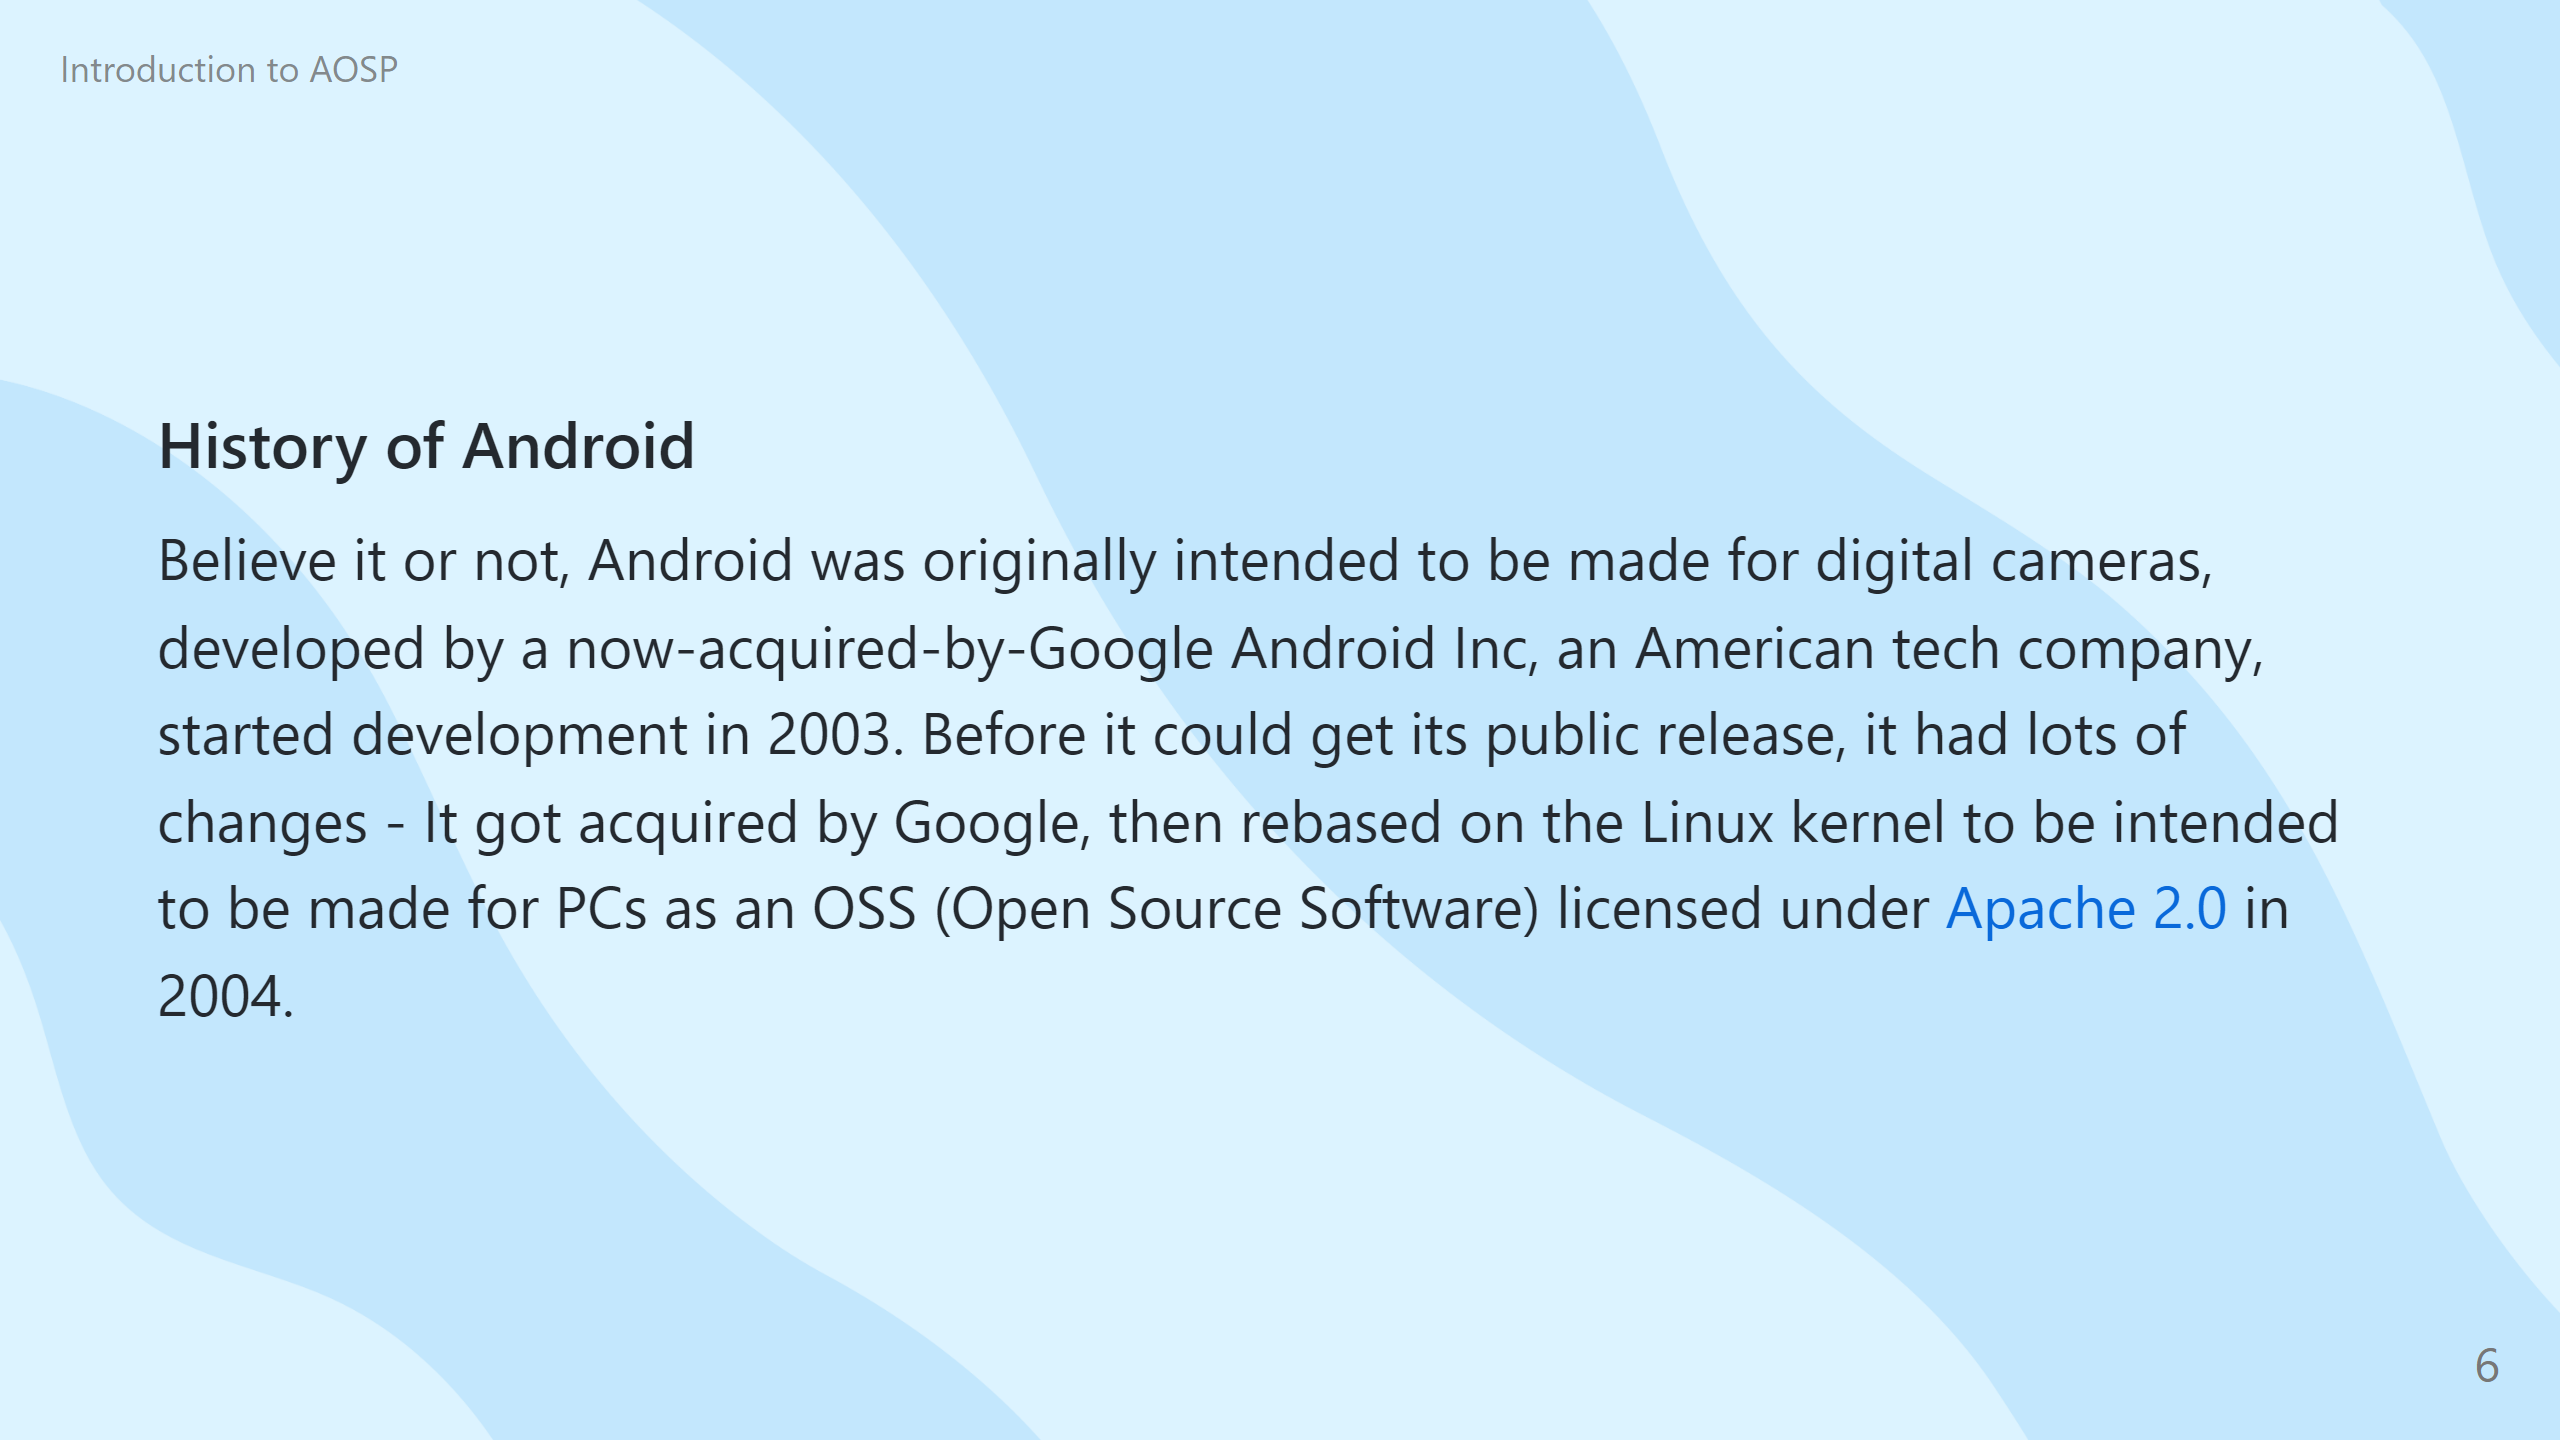 Introduction to AOSP
History of Android
Believe it or not, Android was originally intended to be made for digital cameras,
developed by a now-acquired-by-Google Android Inc, an American tech company,
started development in 2003. Before it could get its public release, it had lots of
changes - It got acquired by Google, then rebased on the Linux kernel to be intended
to be made for PCs as an OSS (Open Source Software) licensed under Apache 2.0 in
2004.
6